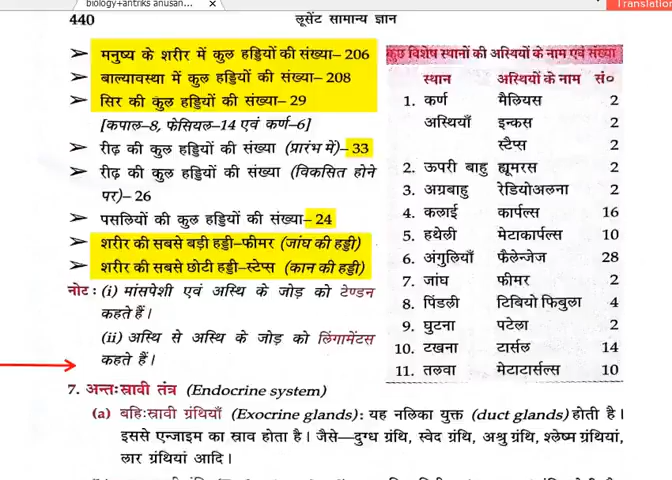 biology+antriks anusan...
Translation
440
लूसेंट सामान्य ज्ञान
➢ मनुष्य के शरीर में कुल हड्डियों की संख्या– 206
➢ बाल्यावस्था में कुल हड्डियों की संख्या– 208
➢ सिर की कुल हड्डियों की संख्या– 29
[कपाल–8, फेसियल–14 एवं कर्ण–6]
➢ रीढ़ की कुल हड्डियों की संख्या (प्रारंभ में)– 33
➢ रीढ़ की कुल हड्डियों की संख्या (विकसित होने
पर)– 26
➢ पसलियों की कुल हड्डियों की संख्या– 24
➢ शरीर की सबसे बड़ी हड्डी–फीमर (जांघ की हड्डी)
➢ शरीर की सबसे छोटी हड्डी–स्टेप्स (कान की हड्डी)
नोट : (i) मांसपेशी एवं अस्थि के जोड़ को टेण्डन
कहते हैं।
(ii) अस्थि से अस्थि के जोड़ को लिंगामेंटस
कहते हैं।
कुछ विशेष स्थानों की अस्थियों के नाम एवं संख्या
स्थान अस्थियों के नाम सं०
1. कर्ण मैलियस 2
अस्थियाँ इन्कस 2
स्टैप्स 2
2. ऊपरी बाहु ह्यूमरस 2
3. अग्रबाहु रेडियोअलना 2
4. कलाई कार्पल्स 16
5. हथेली मेटाकार्पल्स 10
6. अंगुलियाँ फैलेन्जेज 28
7. जांघ फीमर 2
8. पिंडली टिबियो फिबुला 4
9. घुटना पटेला 2
10. टखना टार्सल 14
11. तलवा मेटाटार्सल्स 10
7. अन्तःस्रावी तंत्र (Endocrine system)
(a) बहिःस्रावी ग्रंथियाँ (Exocrine glands): यह नलिका युक्त (duct glands) होती है।
इससे एन्जाइम का स्राव होता है। जैसे—दुग्ध ग्रंथि, स्वेद ग्रंथि, अश्रु ग्रंथि, श्लेष्म ग्रंथियां,
लार ग्रंथियां आदि।